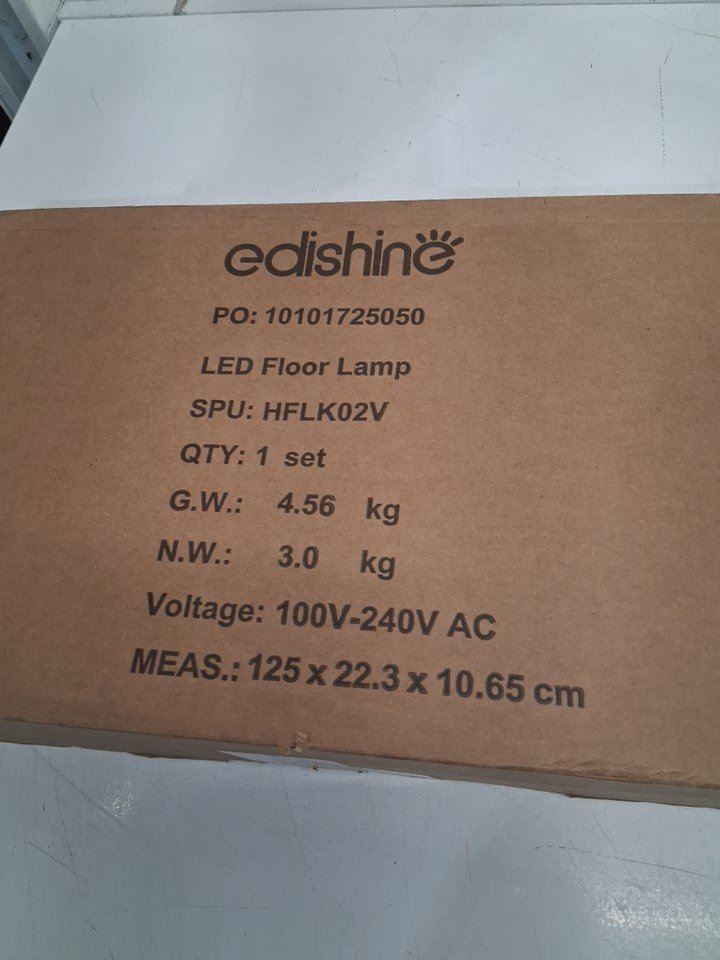 edishine
PO: 10101725050
LED Floor Lamp
SPU: HFLK02V
QTY: 1 set
G.W.: 4.56 kg
N.W.: 3.0 kg
Voltage: 100V-240V AC
MEAS.: 125 x 22.3 x 10.65 cm